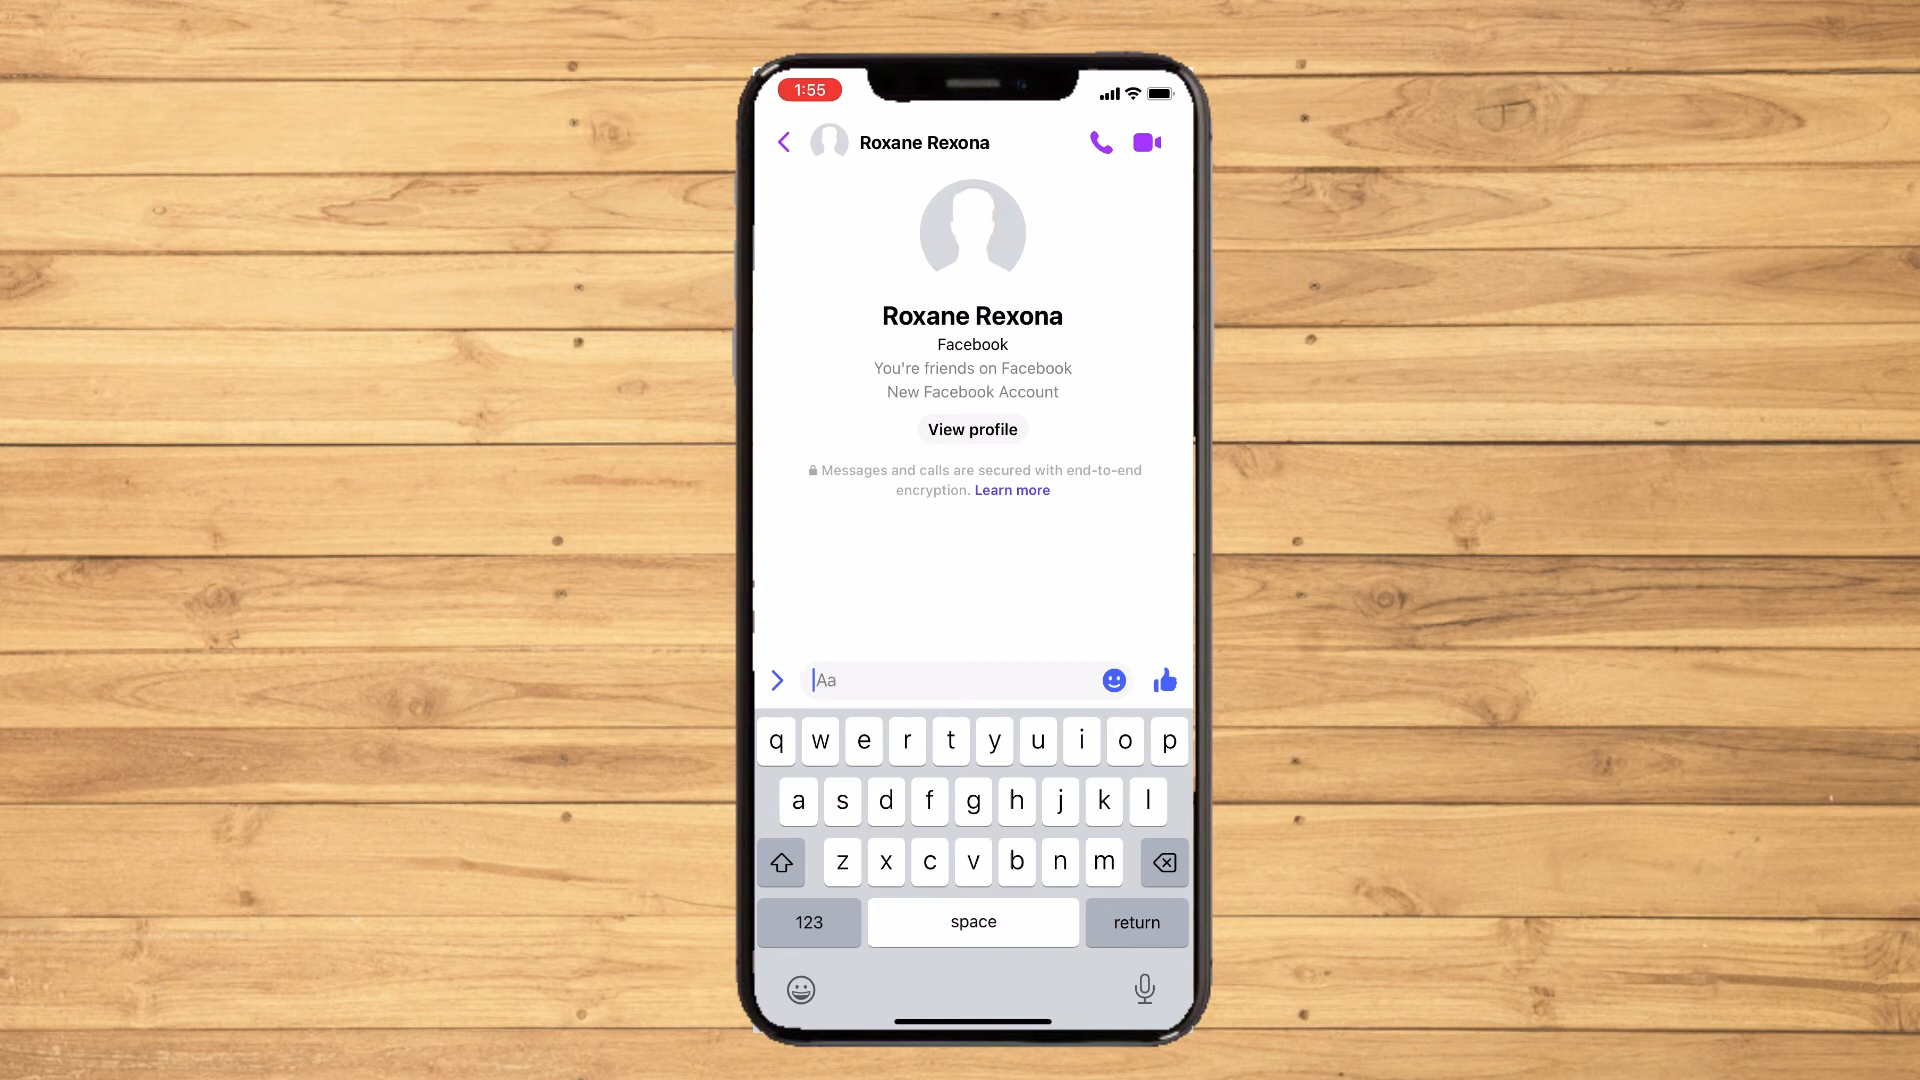 1:55
Roxane Rexona
Roxane Rexona
Facebook
You're friends on Facebook
New Facebook Account
View profile
Messages and calls are secured with end-to-end
encryption. Learn more
Aa
q w e r t y u i o p
a s d f g h j k l
z x c v b n m
123 space return